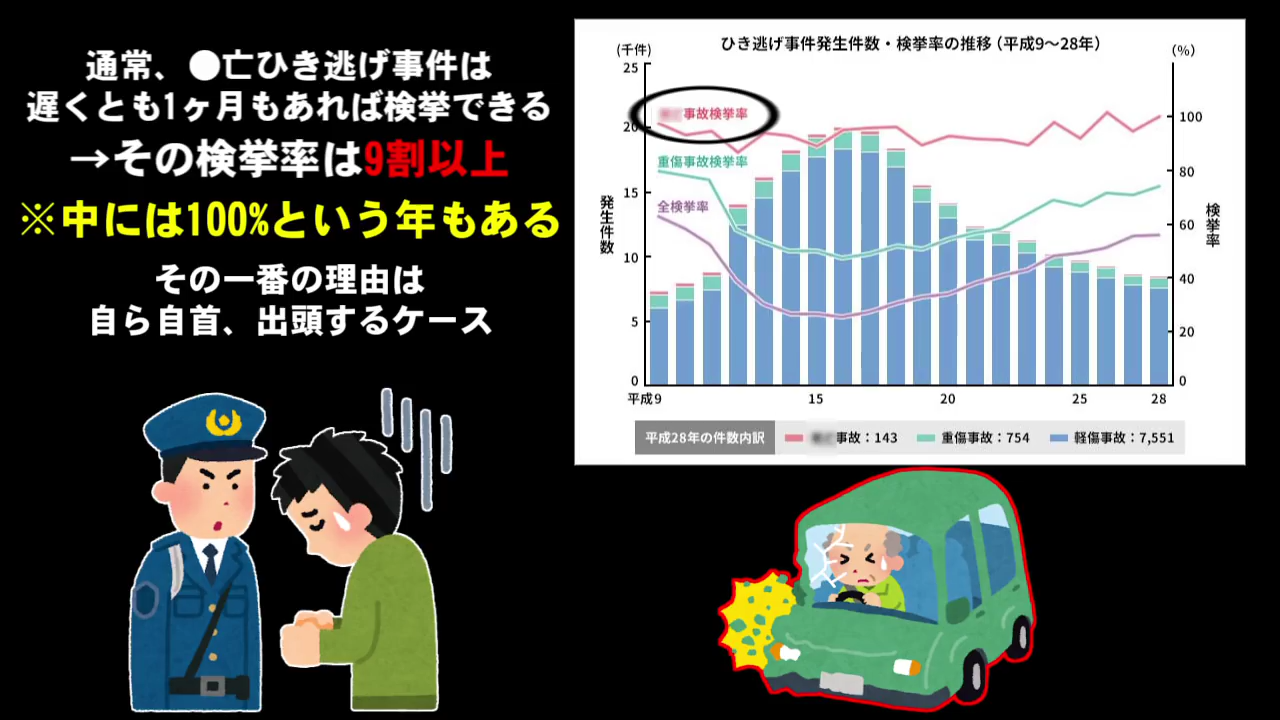 通常、●亡ひき逃げ事件は
遅くとも1ヶ月もあれば検挙できる
→その検挙率は9割以上
※中には100%という年もある
その一番の理由は
自ら自首、出頭するケース
ひき逃げ事件発生件数・検挙率の推移（平成9〜28年）
(千件)
(%)
25
20
15
10
5
0
発生件数
事故検挙率
重傷事故検挙率
全検挙率
100
80
60
40
20
0
検挙率
平成9
15
20
25
28
平成28年の件数内訳
事故：143
重傷事故：754
軽傷事故：7,551